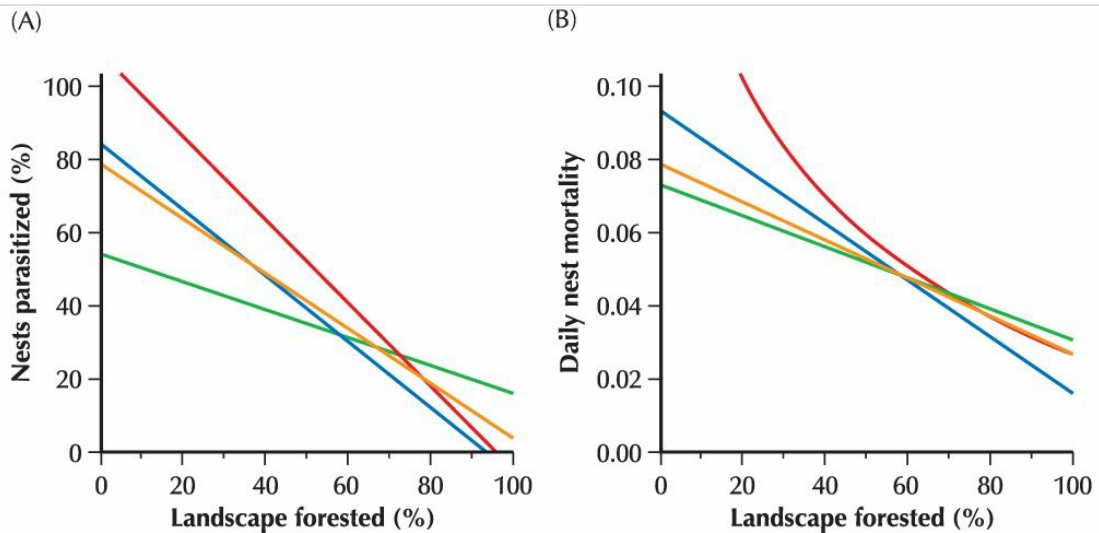 (A)
Nests parasitized (%)
100
80
60
40
20
0
0 20 40 60 80 100
Landscape forested (%)
(B)
Daily nest mortality
0.10
0.08
0.06
0.04
0.02
0.00
0 20 40 60 80 100
Landscape forested (%)